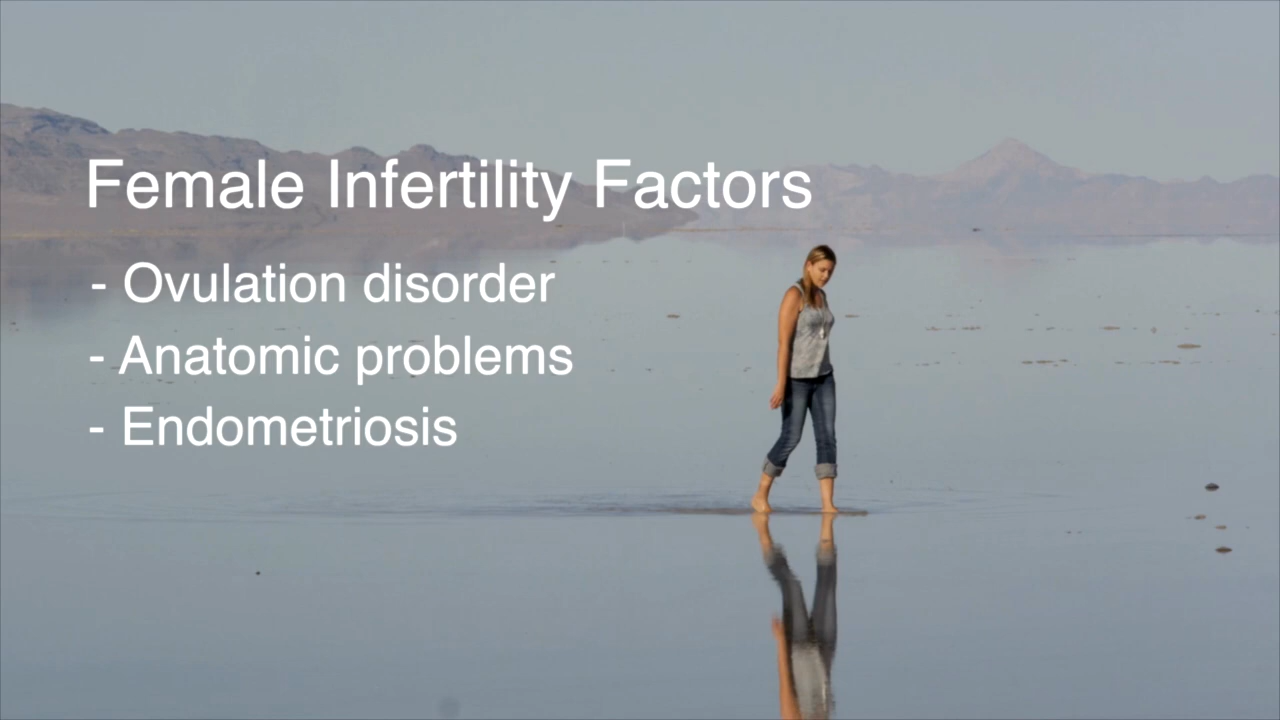 Female Infertility Factors
- Ovulation disorder
- Anatomic problems
- Endometriosis